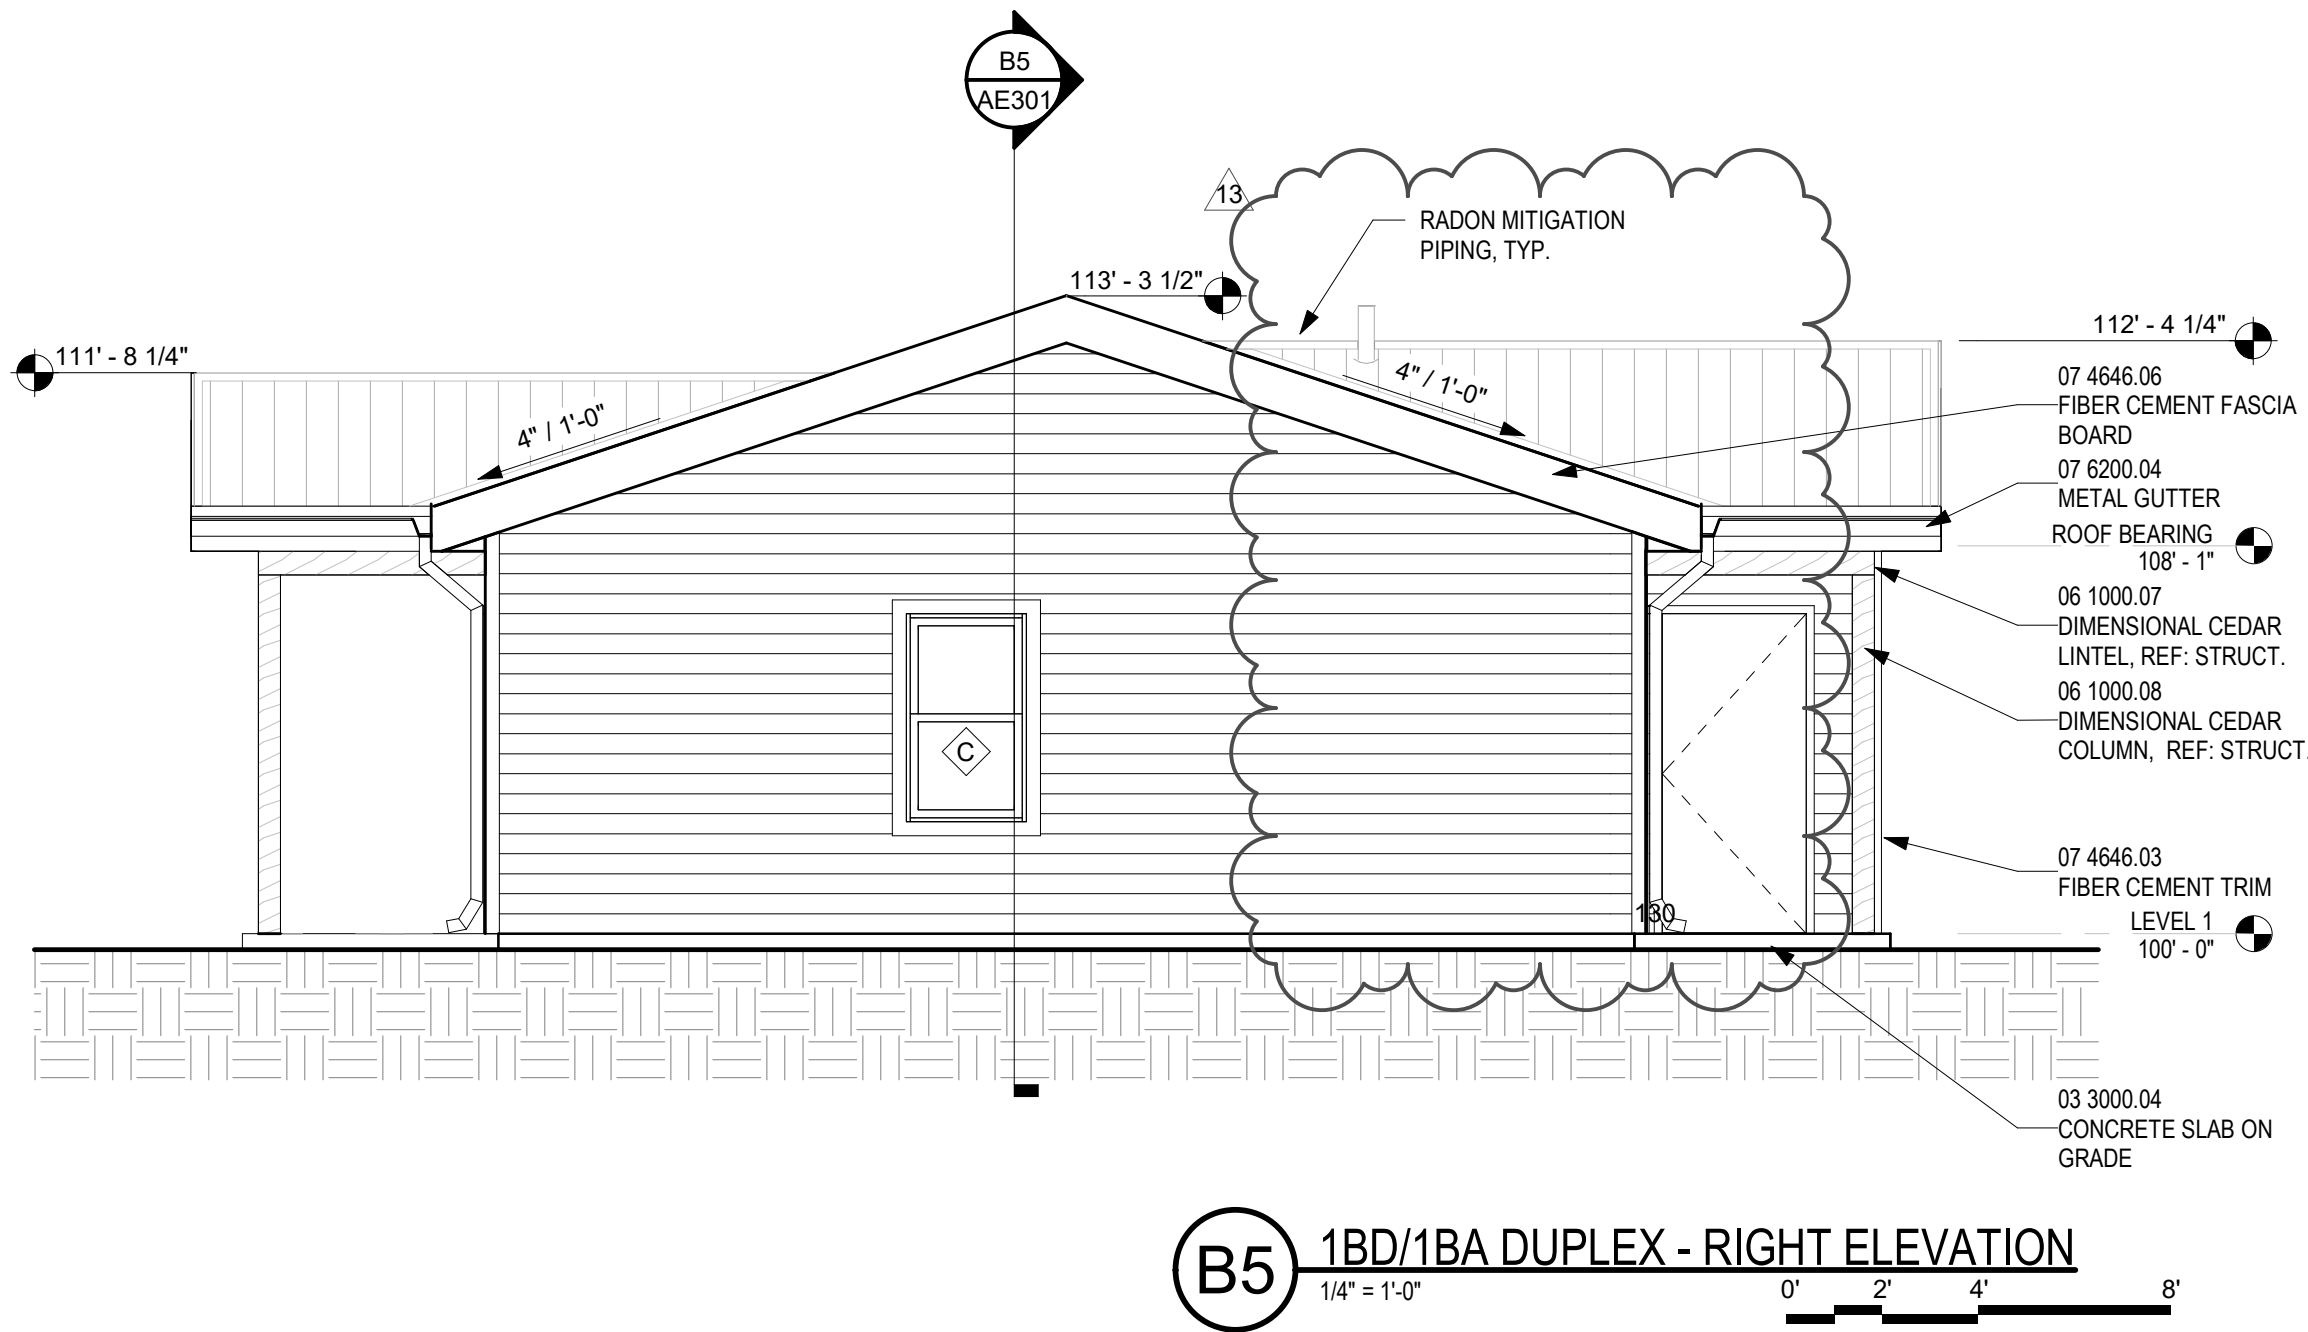 B5
AE301
13
RADON MITIGATION
PIPING, TYP.
113' - 3 1/2"
111' - 8 1/4"
112' - 4 1/4"
4" / 1'-0"
4" / 1'-0"
07 4646.06
FIBER CEMENT FASCIA
BOARD
07 6200.04
METAL GUTTER
ROOF BEARING
108' - 1"
06 1000.07
DIMENSIONAL CEDAR
LINTEL, REF: STRUCT.
06 1000.08
DIMENSIONAL CEDAR
COLUMN, REF: STRUCT.
C
07 4646.03
FIBER CEMENT TRIM
130
LEVEL 1
100' - 0"
03 3000.04
CONCRETE SLAB ON
GRADE
B5
1BD/1BA DUPLEX - RIGHT ELEVATION
1/4" = 1'-0"
0' 2' 4' 8'